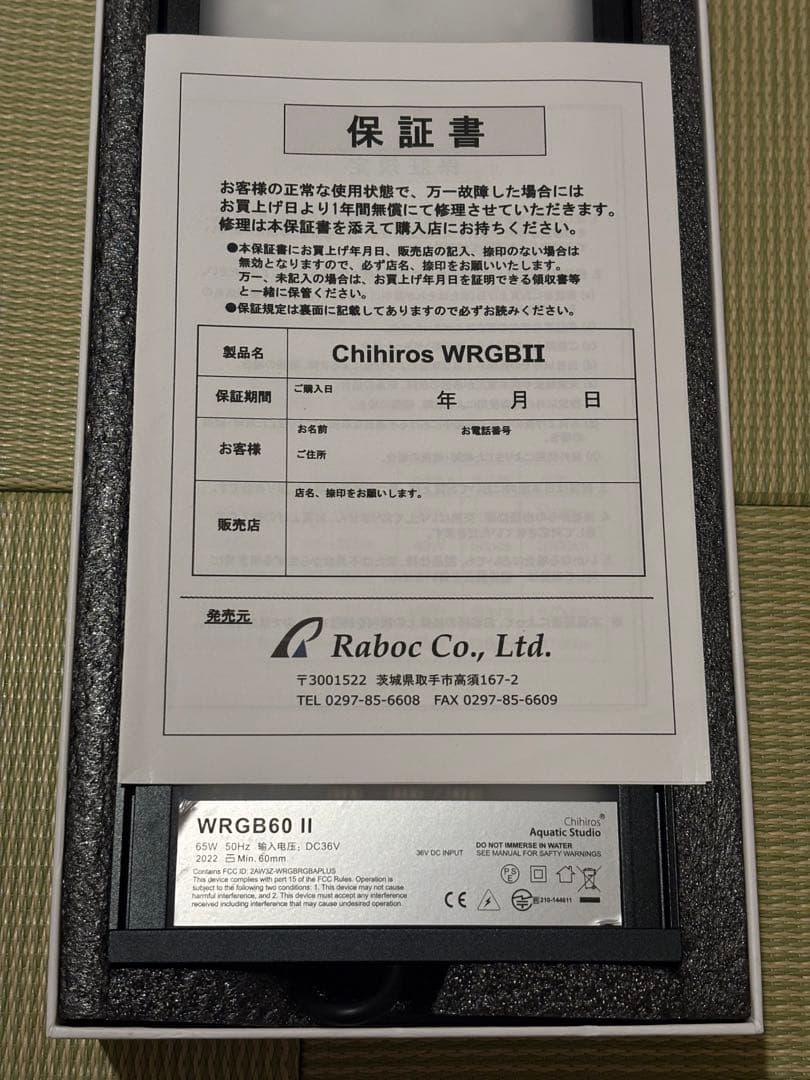 保証書
お客様の正常な使用状態で、万一故障した場合には
お買上げ日より1年間無償にて修理させていただきます。
修理は本保証書を添えて購入店にお持ちください。
●本保証書にお買上げ年月日、販売店の記入、捺印のない場合は
無効となりますので、必ず店名、捺印をお願いいたします。
万一、未記入の場合は、お買上げ年月日を証明できる領収書等
と一緒に保管ください。
●保証規定は裏面に記載してありますので必ずお読みください。
製品名 Chihiros WRGBII
保証期間 ご購入日 年 月 日
お客様 お名前 お電話番号
ご住所
販売店 店名、捺印をお願いします。
発売元
Raboc Co., Ltd.
〒3001522 茨城県取手市高須167-2
TEL 0297-85-6608 FAX 0297-85-6609
WRGB60 II
65W 50Hz 输入电压: DC36V
2022 Min. 60mm
Contains FCC ID: 2AW3Z-WRGBRGBAPLUS
This device complies with part 15 of the FCC Rules. Operation is
subject to the following two conditions: 1. This device may not cause
harmful interference, and 2. This device must accept any interference
received including interference that may cause undesired operation.
Chihiros®
Aquatic Studio
36V DC INPUT
DO NOT IMMERSE IN WATER
SEE MANUAL FOR SAFTY WARNINGS
PSE
CE
R 210-144611